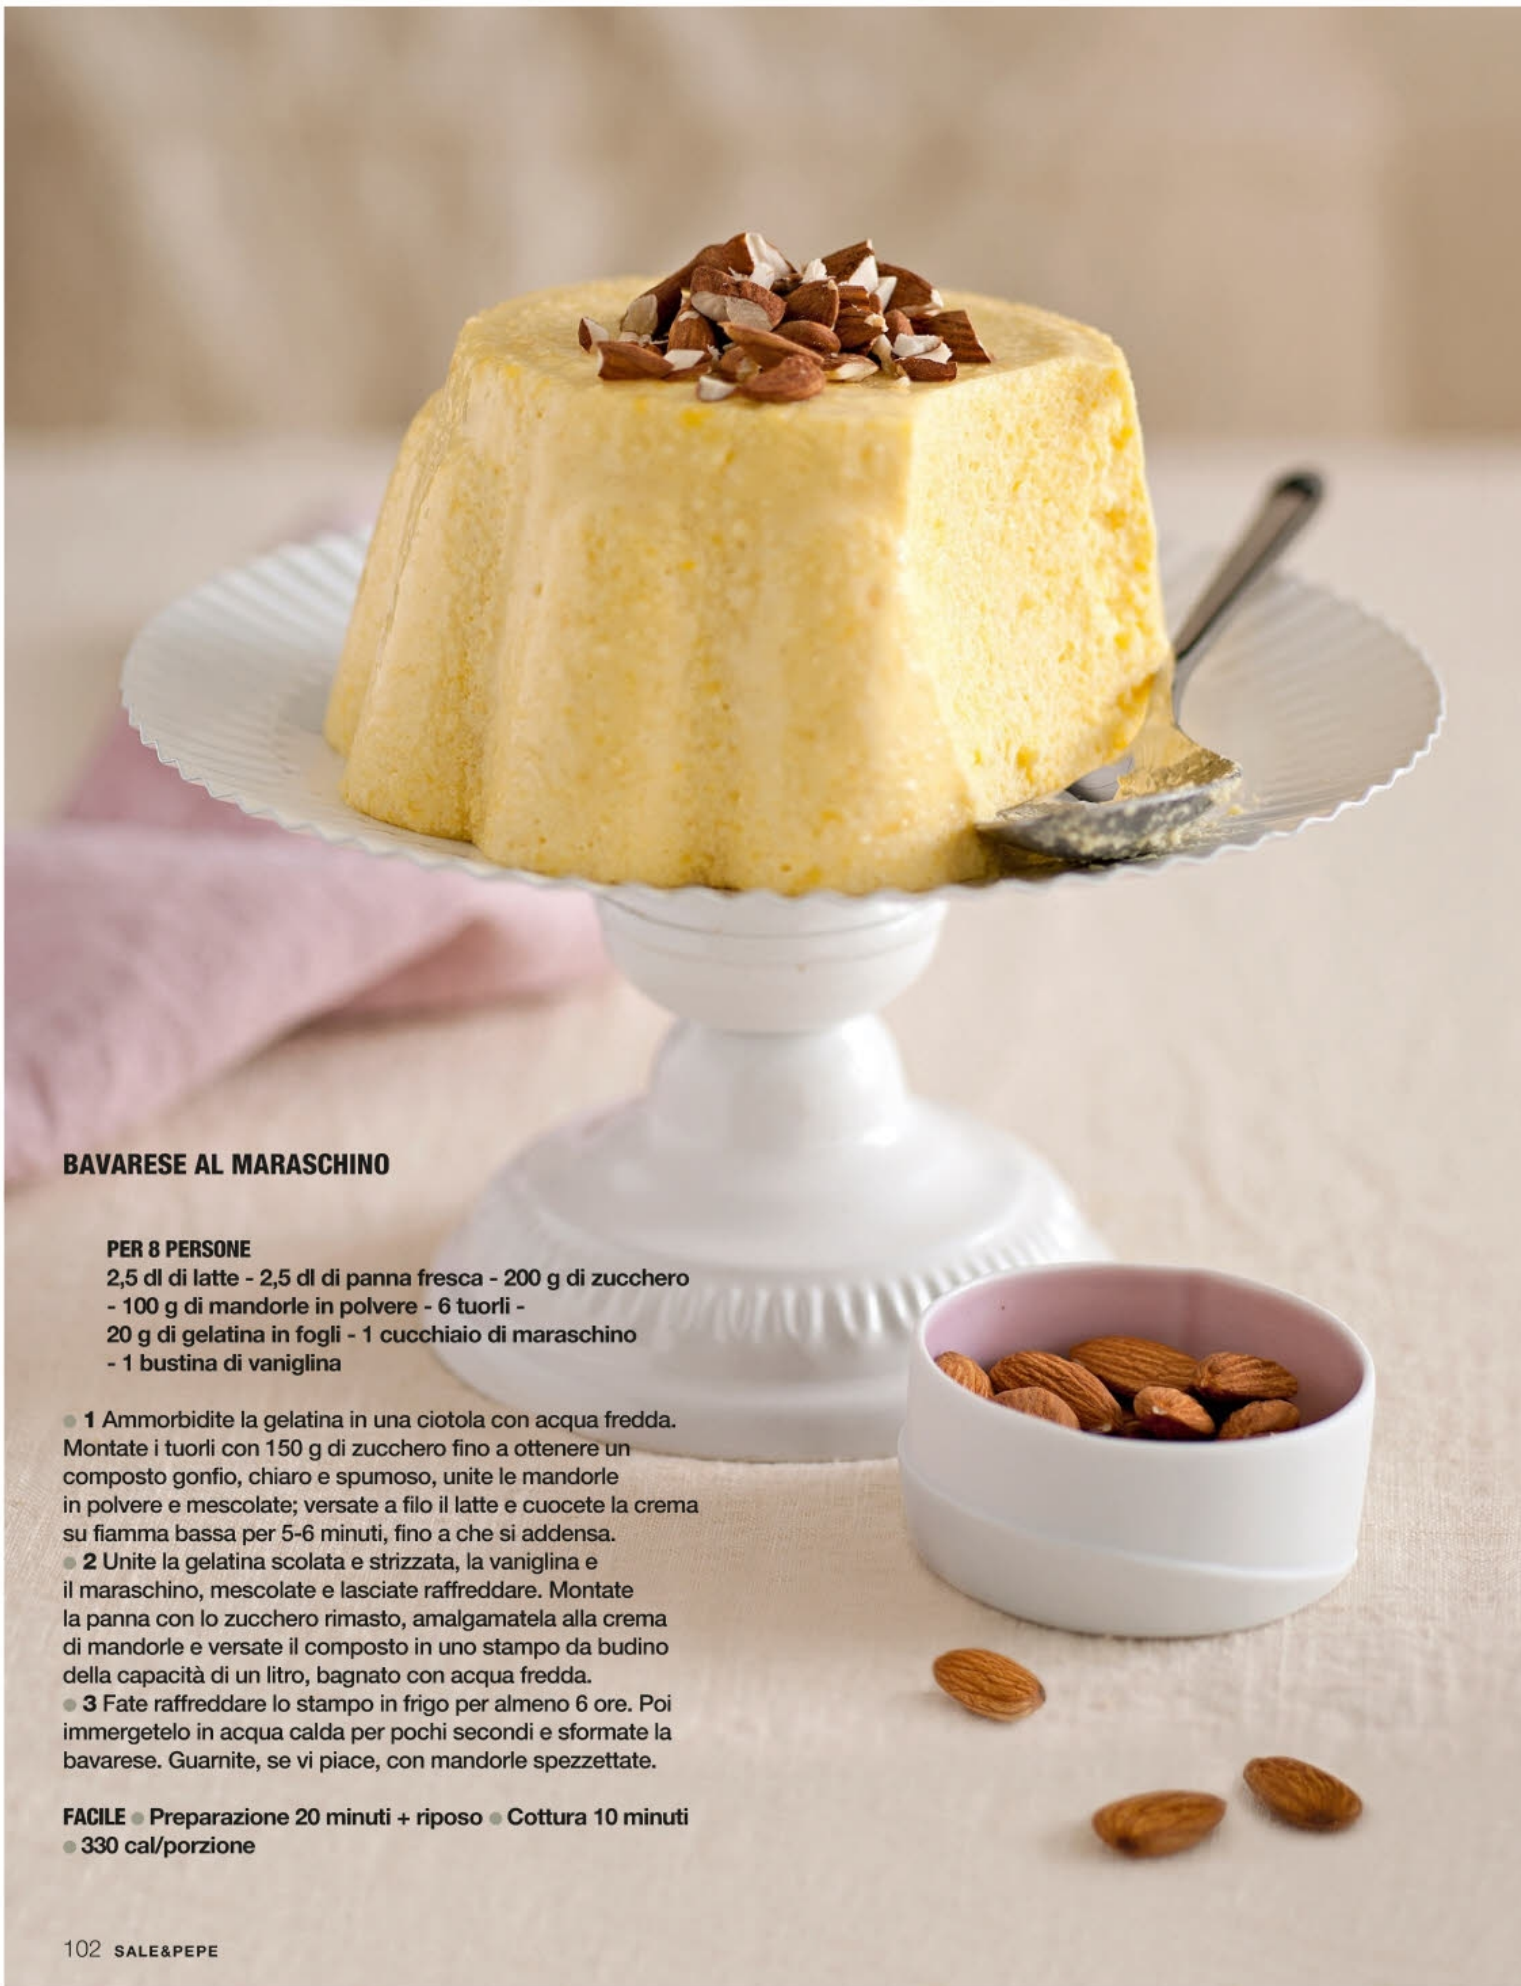 BAVARESE AL MARASCHINO
PER 8 PERSONE
2,5 dl di latte - 2,5 dl di panna fresca - 200 g di zucchero
- 100 g di mandorle in polvere - 6 tuorli -
20 g di gelatina in fogli - 1 cucchiaio di maraschino
- 1 bustina di vaniglina
● 1 Ammorbidite la gelatina in una ciotola con acqua fredda.
Montate i tuorli con 150 g di zucchero fino a ottenere un
composto gonfio, chiaro e spumoso, unite le mandorle
in polvere e mescolate; versate a filo il latte e cuocete la crema
su fiamma bassa per 5-6 minuti, fino a che si addensa.
● 2 Unite la gelatina scolata e strizzata, la vaniglina e
il maraschino, mescolate e lasciate raffreddare. Montate
la panna con lo zucchero rimasto, amalgamatela alla crema
di mandorle e versate il composto in uno stampo da budino
della capacità di un litro, bagnato con acqua fredda.
● 3 Fate raffreddare lo stampo in frigo per almeno 6 ore. Poi
immergetelo in acqua calda per pochi secondi e sformate la
bavarese. Guarnite, se vi piace, con mandorle spezzettate.
FACILE ● Preparazione 20 minuti + riposo ● Cottura 10 minuti
● 330 cal/porzione
102 SALE&PEPE